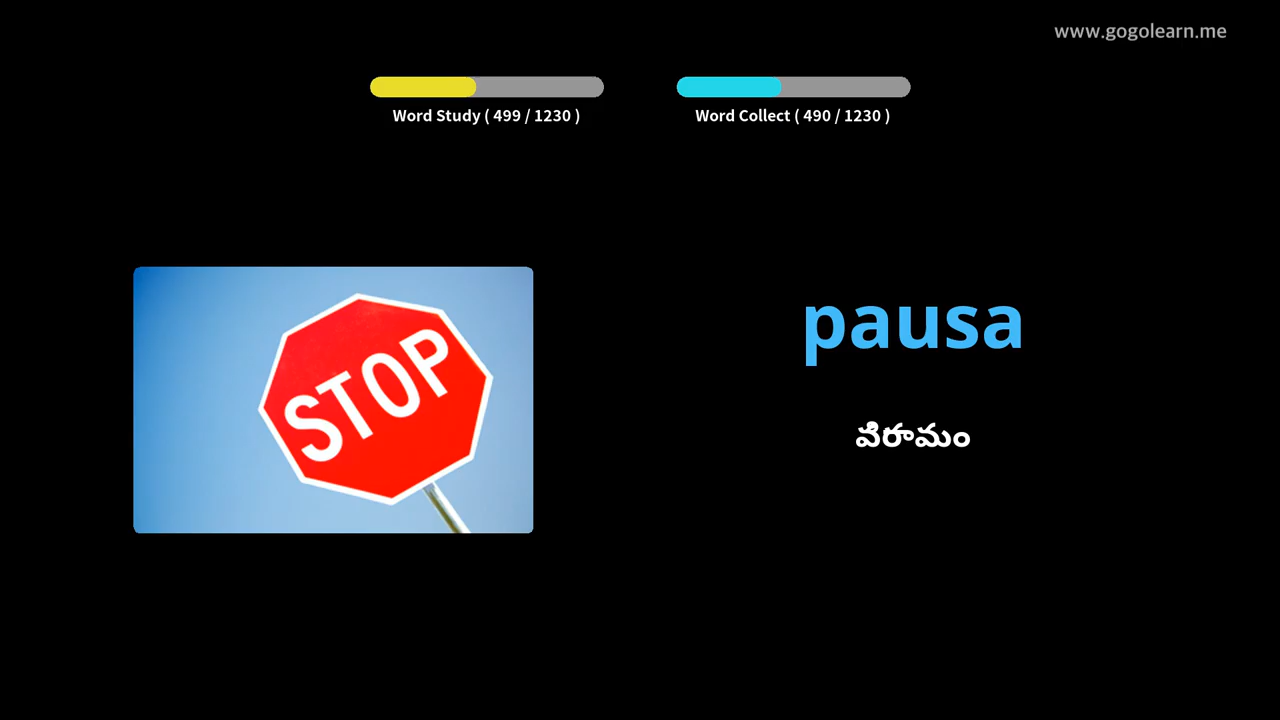 www.gogolearn.me
Word Study ( 499 / 1230 )
Word Collect ( 490 / 1230 )
STOP
pausa
విరామం